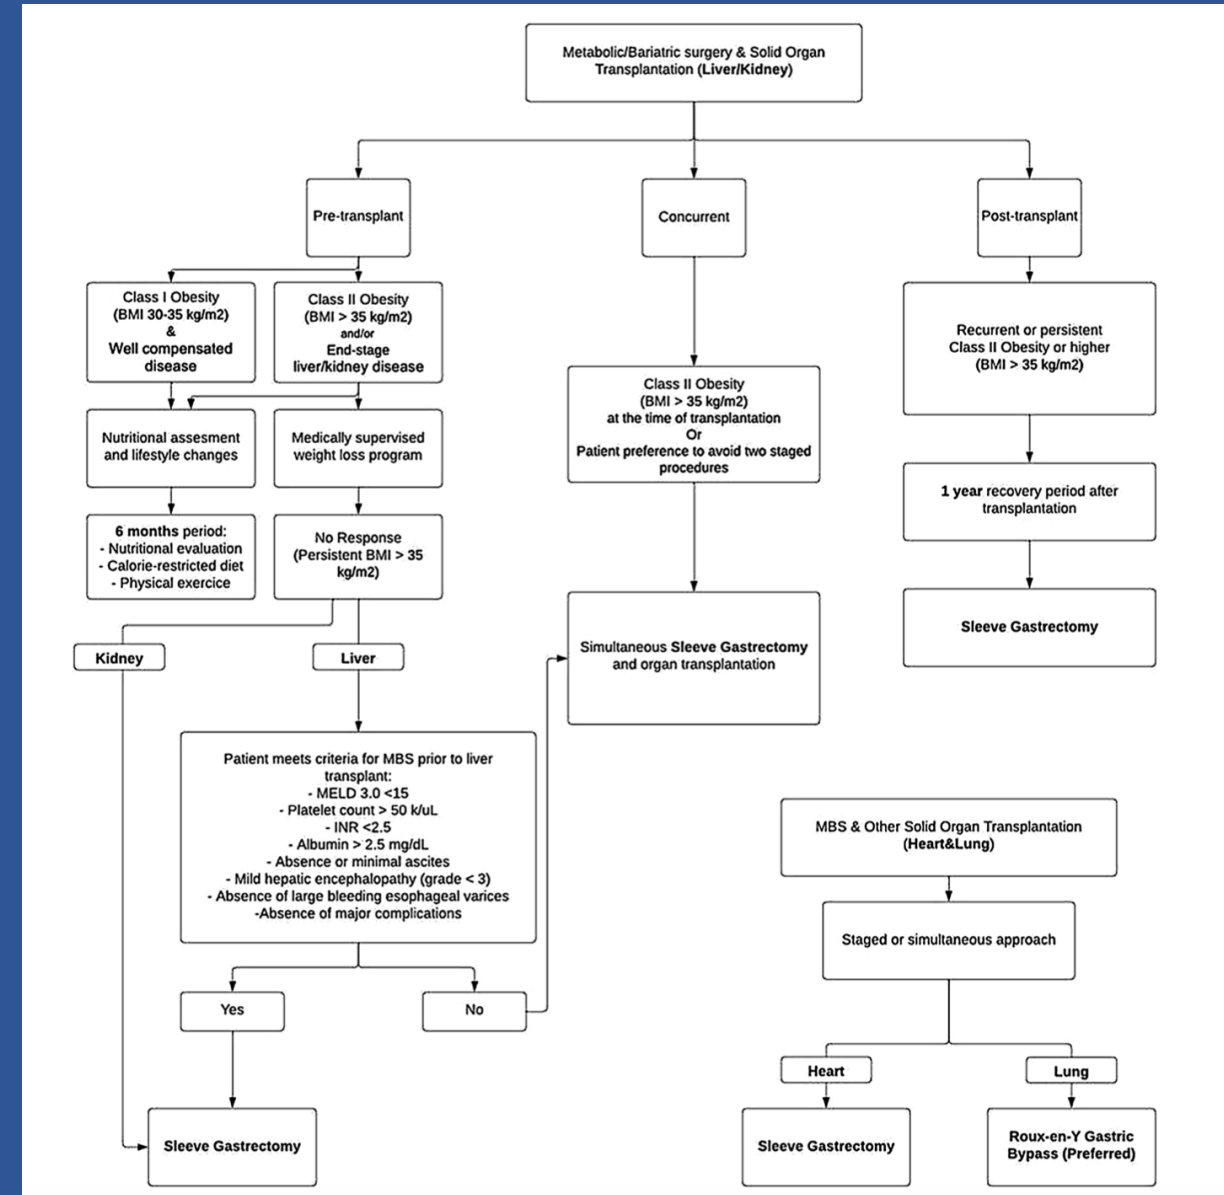 Metabolic/Bariatric surgery & Solid Organ
Transplantation (Liver/Kidney)
Pre-transplant
Concurrent
Post-transplant
Class I Obesity
(BMI 30-35 kg/m2)
&
Well compensated
disease
Class II Obesity
(BMI > 35 kg/m2)
and/or
End-stage
liver/kidney disease
Nutritional assesment
and lifestyle changes
Medically supervised
weight loss program
6 months period:
- Nutritional evaluation
- Calorie-restricted diet
- Physical exercice
No Response
(Persistent BMI > 35
kg/m2)
Kidney
Liver
Patient meets criteria for MBS prior to liver
transplant:
- MELD 3.0 <15
- Platelet count > 50 k/uL
- INR <2.5
- Albumin > 2.5 mg/dL
- Absence or minimal ascites
- Mild hepatic encephalopathy (grade < 3)
- Absence of large bleeding esophageal varices
-Absence of major complications
Yes
No
Sleeve Gastrectomy
Class II Obesity
(BMI > 35 kg/m2)
at the time of transplantation
Or
Patient preference to avoid two staged
procedures
Simultaneous Sleeve Gastrectomy
and organ transplantation
Recurrent or persistent
Class II Obesity or higher
(BMI > 35 kg/m2)
1 year recovery period after
transplantation
Sleeve Gastrectomy
MBS & Other Solid Organ Transplantation
(Heart&Lung)
Staged or simultaneous approach
Heart
Lung
Sleeve Gastrectomy
Roux-en-Y Gastric
Bypass (Preferred)